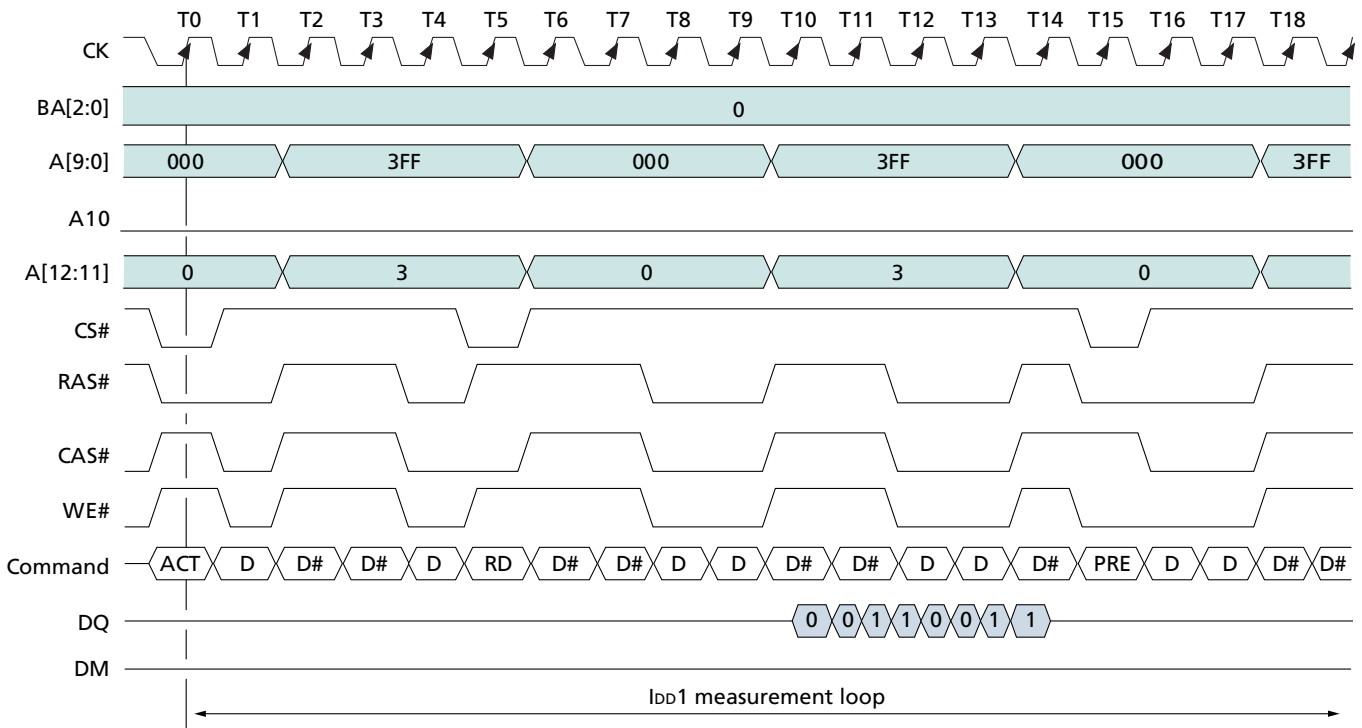 T0 T1 T2 T3 T4 T5 T6 T7 T8 T9 T10 T11 T12 T13 T14 T15 T16 T17 T18
CK
BA[2:0] 0
A[9:0] 000 3FF 000 3FF 000 3FF
A10
A[12:11] 0 3 0 3 0
CS#
RAS#
CAS#
WE#
Command ACT D D# D# D RD D# D# D D D# D# D D D# PRE D D D# D#
DQ 0 0 1 1 0 0 1 1
DM
IDD1 measurement loop